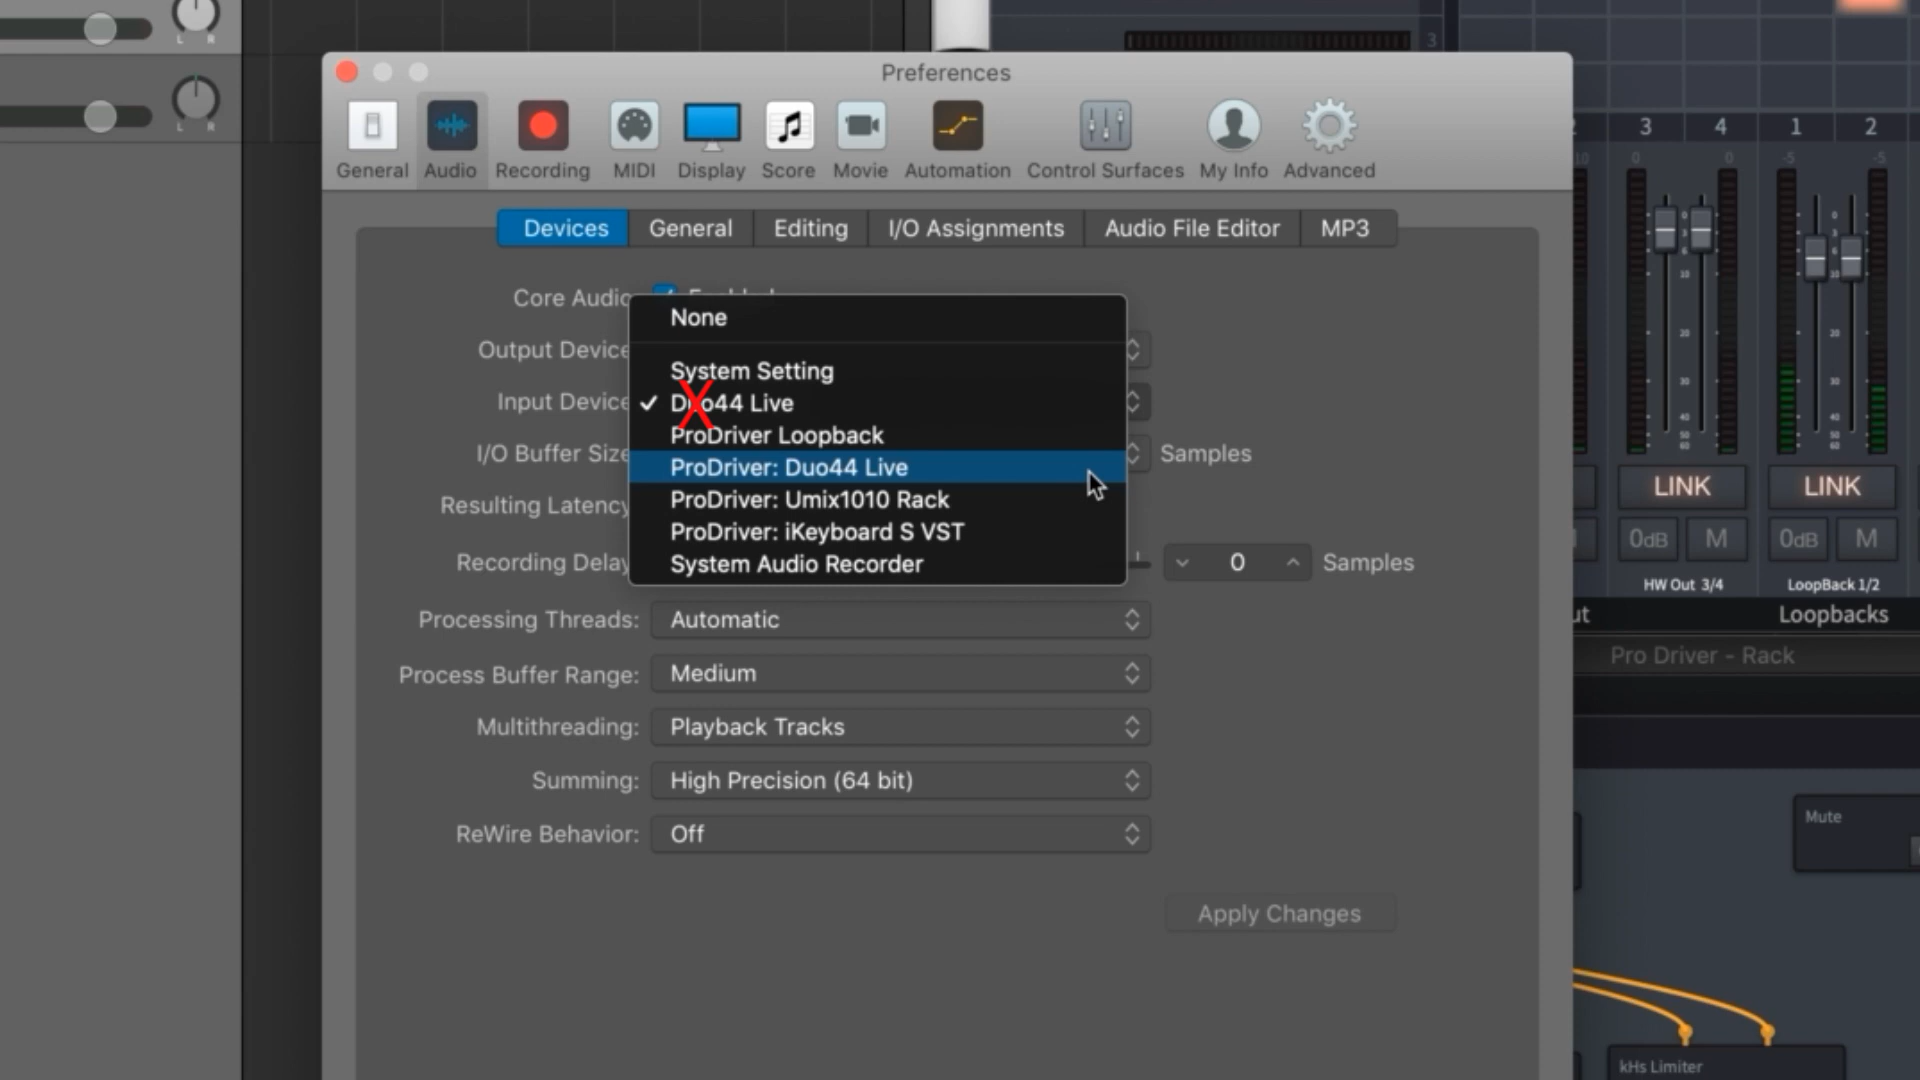 L R
3
Preferences
L R
General
Audio
Recording
MIDI
Display
Score
Movie
Automation
Control Surfaces
My Info
Advanced
3 4 1 2
Devices
General
Editing
I/O Assignments
Audio File Editor
MP3
Core Audio
Output Device
Input Device
I/O Buffer Size
Samples
Resulting Latency
Recording Delay
0
Samples
None
System Setting
✓ Duo44 Live
ProDriver Loopback
ProDriver: Duo44 Live
ProDriver: Umix1010 Rack
ProDriver: iKeyboard S VST
System Audio Recorder
Processing Threads: Automatic
Process Buffer Range: Medium
Multithreading: Playback Tracks
Summing: High Precision (64 bit)
ReWire Behavior: Off
Apply Changes
LINK
LINK
0dB M 0dB M
HW Out 3/4
LoopBack 1/2
Loopbacks
Pro Driver - Rack
Mute
kHs Limiter